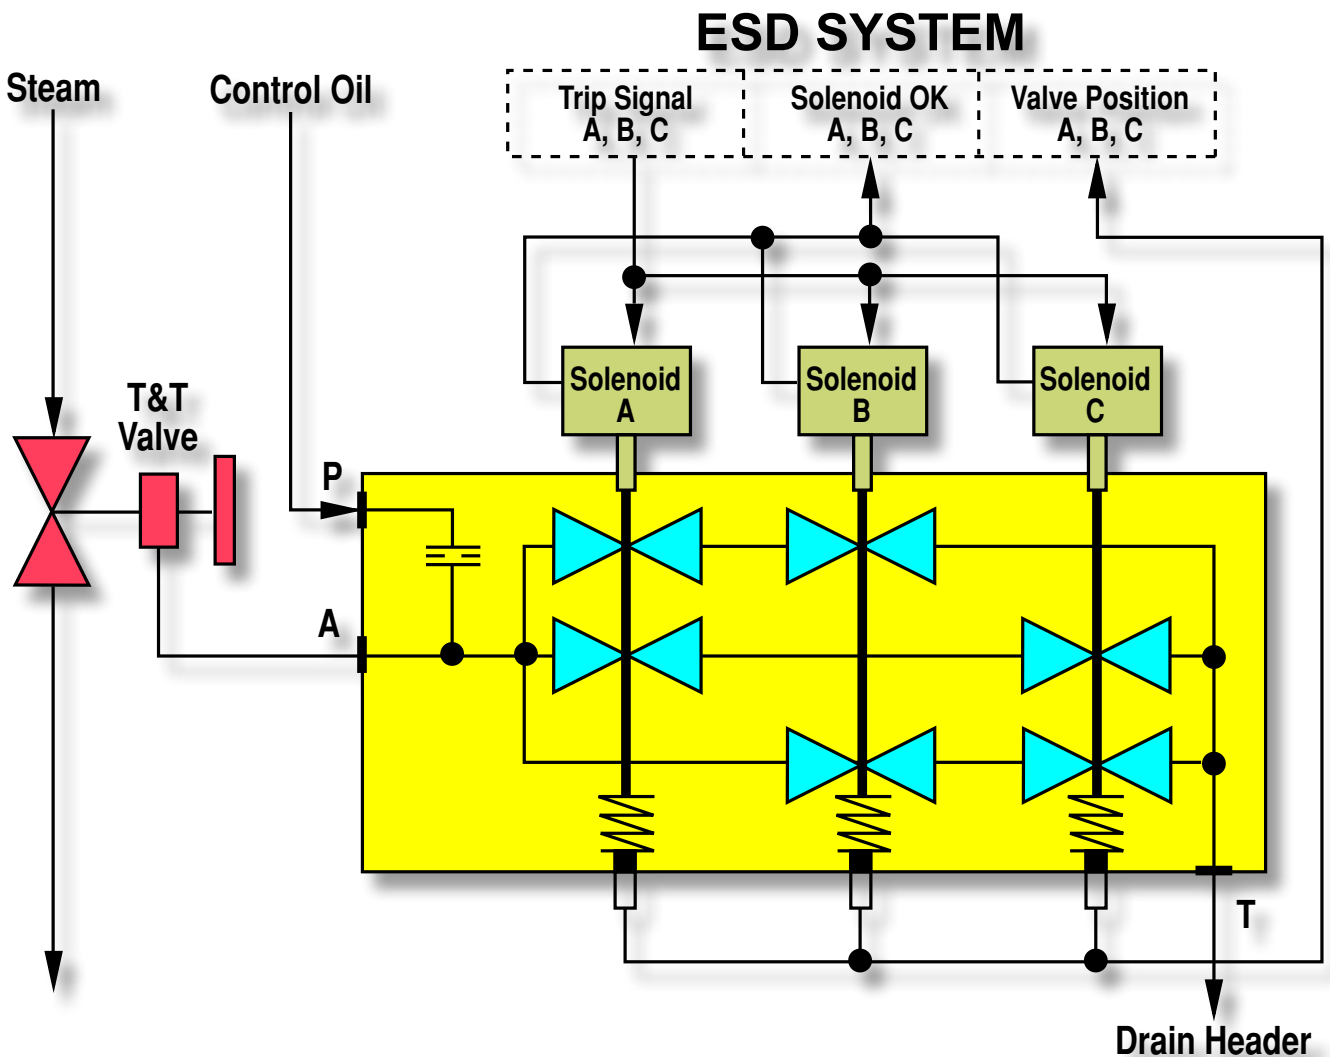 ESD SYSTEM
Steam
Control Oil
Trip Signal
A, B, C
Solenoid OK
A, B, C
Valve Position
A, B, C
T&T
Valve
Solenoid
A
Solenoid
B
Solenoid
C
P
A
T
Drain Header